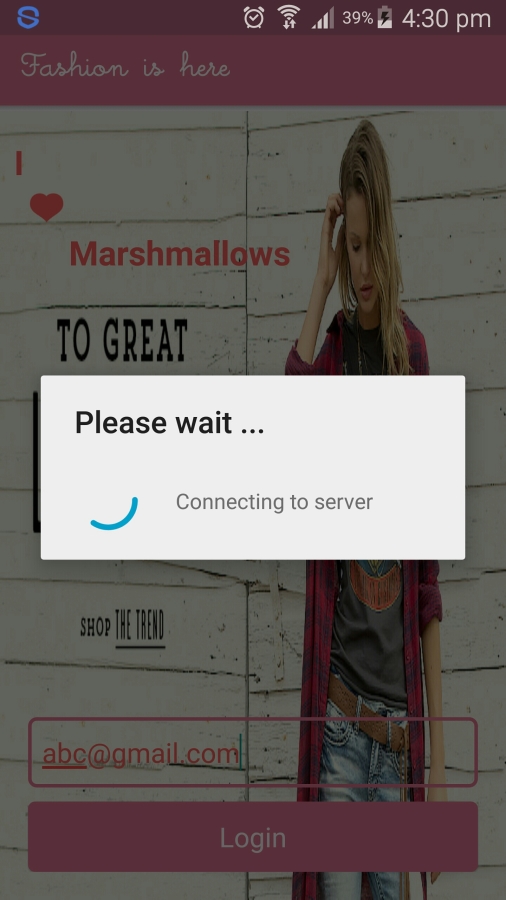 39% 4:30 pm
Fashion is here
I
Marshmallows
TO GREAT
Please wait ...
Connecting to server
SHOP THE TREND
abc@gmail.com
Login